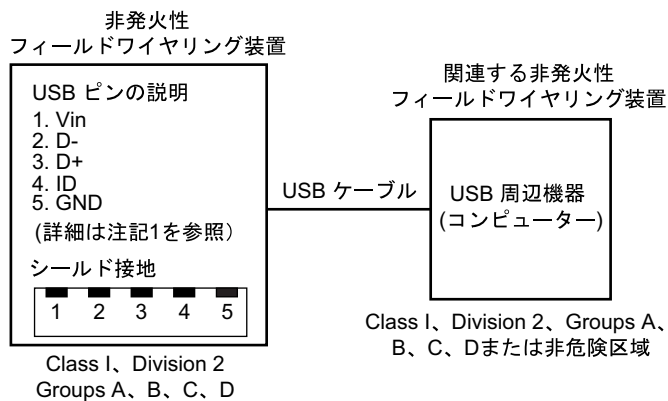 非発火性
フィールドワイヤリング装置
USB ピンの説明
1. Vin
2. D-
3. D+
4. ID
5. GND
(詳細は注記1を参照）
シールド接地
1 2 3 4 5
Class I、Division 2
Groups A、B、C、D
USB ケーブル
関連する非発火性
フィールドワイヤリング装置
USB 周辺機器
(コンピューター)
Class I、Division 2、Groups A、
B、C、Dまたは非危険区域